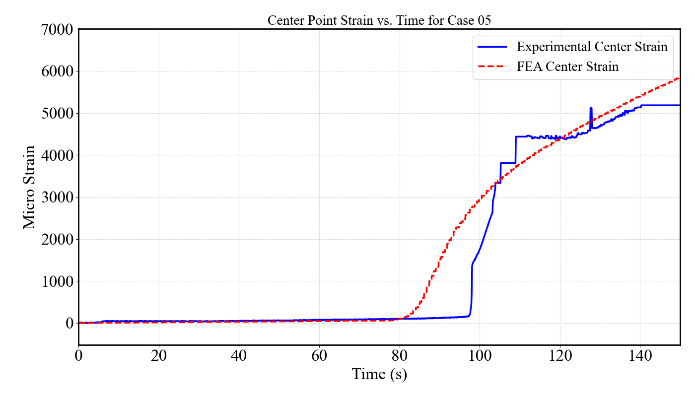 Center Point Strain vs. Time for Case 05
7000
6000
5000
4000
3000
2000
1000
0
Micro Strain
Experimental Center Strain
FEA Center Strain
0 20 40 60 80 100 120 140
Time (s)